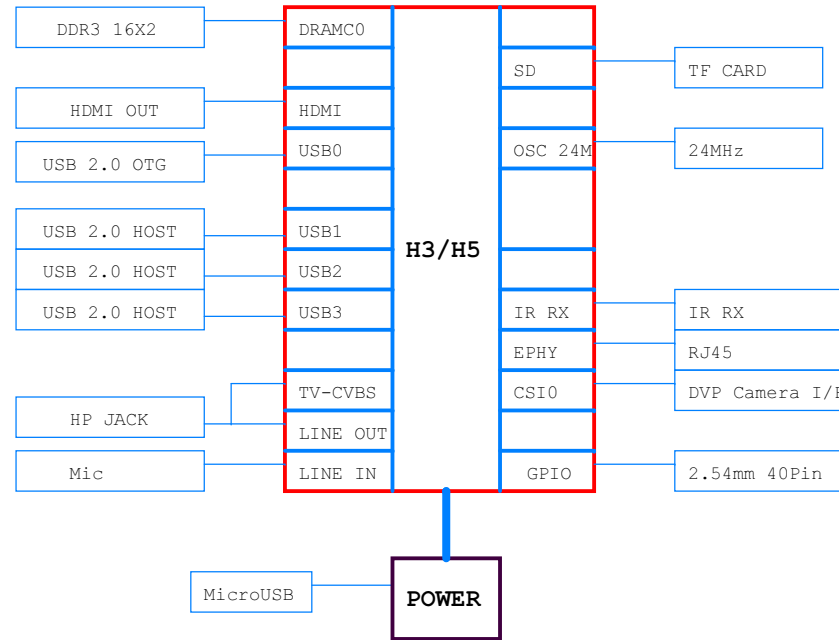 DDR3 16X2
DRAMC0
SD
TF CARD
HDMI OUT
HDMI
USB 2.0 OTG
USB0
OSC 24M
24MHz
USB 2.0 HOST
USB1
H3/H5
USB 2.0 HOST
USB2
USB 2.0 HOST
USB3
IR RX
IR RX
EPHY
RJ45
TV-CVBS
CSI0
DVP Camera I/F
HP JACK
LINE OUT
Mic
LINE IN
GPIO
2.54mm 40Pin
MicroUSB
POWER